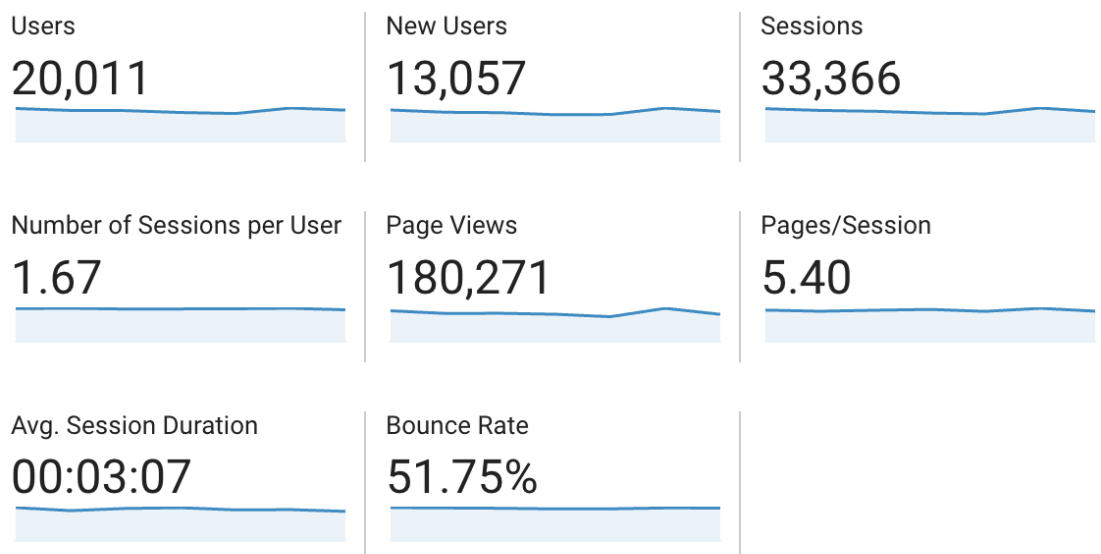 Users
20,011
New Users
13,057
Sessions
33,366
Number of Sessions per User
1.67
Page Views
180,271
Pages/Session
5.40
Avg. Session Duration
00:03:07
Bounce Rate
51.75%